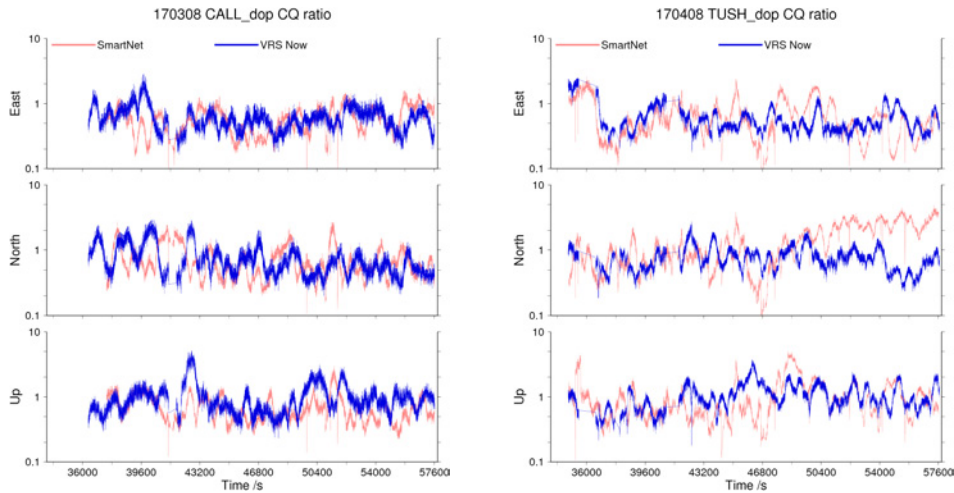 170308 CALL_dop CQ ratio
SmartNet VRS Now
10
1
0.1
East
10
1
0.1
North
10
1
0.1
Up
36000 39600 43200 46800 50400 54000 57600
Time /s
170408 TUSH_dop CQ ratio
SmartNet VRS Now
10
1
0.1
East
10
1
0.1
North
10
1
0.1
Up
36000 39600 43200 46800 50400 54000 57600
Time /s